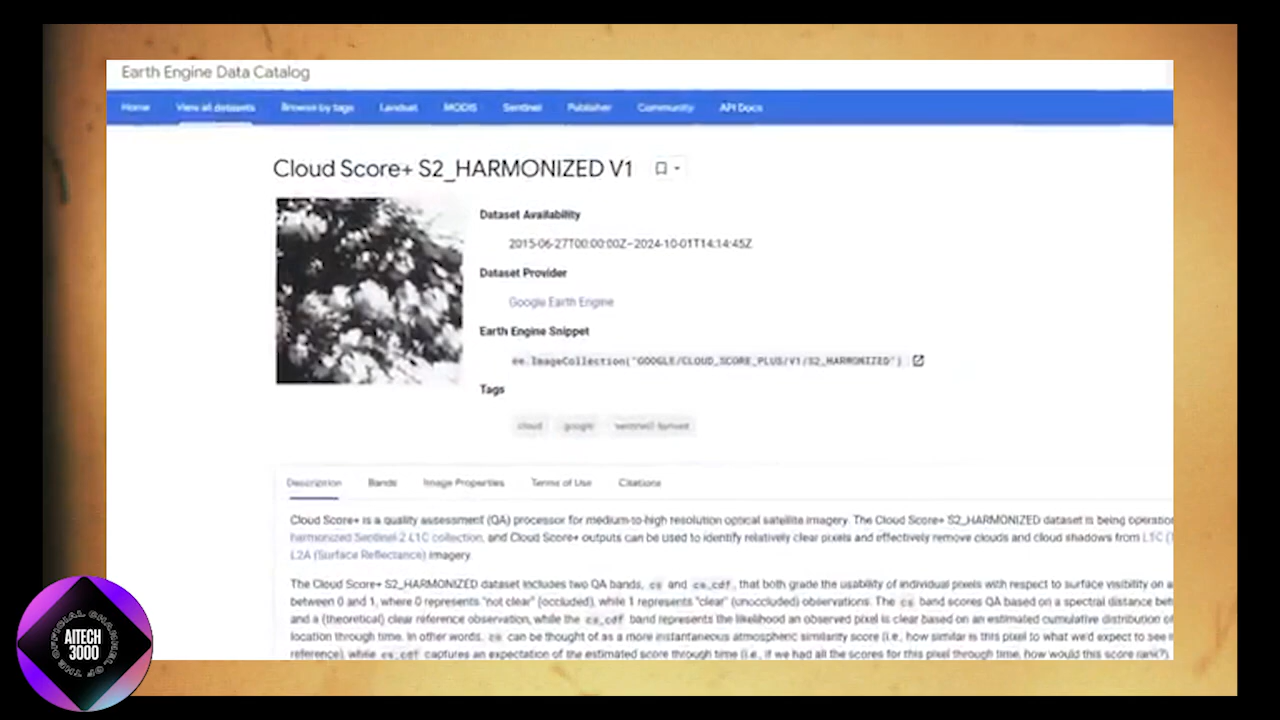 Earth Engine Data Catalog
Home View all datasets Browse by tags Landsat MODIS Sentinel Publisher Community API Docs
Cloud Score+ S2_HARMONIZED V1
Dataset Availability
2015-06-27T00:00:00Z–2024-10-01T14:14:45Z
Dataset Provider
Google Earth Engine
Earth Engine Snippet
ee.ImageCollection("GOOGLE/CLOUD_SCORE_PLUS/V1/S2_HARMONIZED")
Tags
cloud google sentinel2-derived
Description Bands Image Properties Terms of Use Citations
Cloud Score+ is a quality assessment (QA) processor for medium-to-high resolution optical satellite imagery. The Cloud Score+ S2_HARMONIZED dataset is being operatio
harmonized Sentinel-2 L1C collection, and Cloud Score+ outputs can be used to identify relatively clear pixels and effectively remove clouds and cloud shadows from L1C (
L2A (Surface Reflectance) imagery.
The Cloud Score+ S2_HARMONIZED dataset includes two QA bands, cs and cs_cdf, that both grade the usability of individual pixels with respect to surface visibility on a
between 0 and 1, where 0 represents "not clear" (occluded), while 1 represents "clear" (unoccluded) observations. The cs band scores QA based on a spectral distance bet
and a (theoretical) clear reference observation, while the cs_cdf band represents the likelihood an observed pixel is clear based on an estimated cumulative distribution of
location through time. In other words, cs can be thought of as a more instantaneous atmospheric similarity score (i.e., how similar is this pixel to what we'd expect to see i
reference), while cs_cdf captures an expectation of the estimated score through time (i.e., if we had all the scores for this pixel through time, how would this score rank?).
OFFICIAL CHANNEL OF THE
AITECH
3000